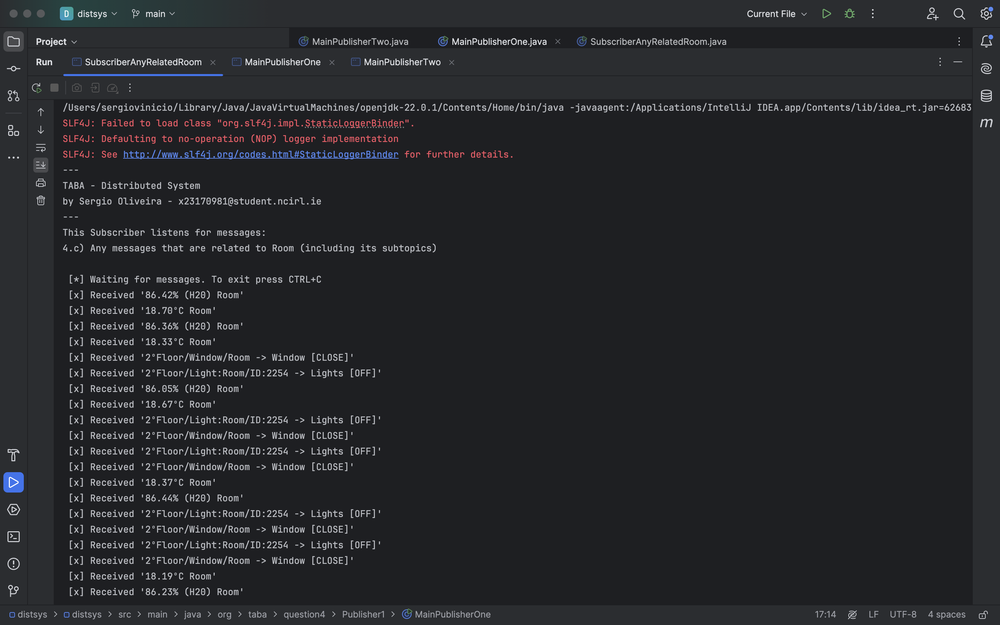 D distsys main Current File
Project MainPublisherTwo.java MainPublisherOne.java SubscriberAnyRelatedRoom.java
Run SubscriberAnyRelatedRoom MainPublisherOne MainPublisherTwo
/Users/sergiovinicio/Library/Java/JavaVirtualMachines/openjdk-22.0.1/Contents/Home/bin/java -javaagent:/Applications/IntelliJ IDEA.app/Contents/lib/idea_rt.jar=62683
SLF4J: Failed to load class "org.slf4j.impl.StaticLoggerBinder".
SLF4J: Defaulting to no-operation (NOP) logger implementation
SLF4J: See http://www.slf4j.org/codes.html#StaticLoggerBinder for further details.
---
TABA - Distributed System
by Sergio Oliveira - x23170981@student.ncirl.ie
---
This Subscriber listens for messages:
4.c) Any messages that are related to Room (including its subtopics)
[*] Waiting for messages. To exit press CTRL+C
[x] Received '86.42% (H20) Room'
[x] Received '18.70°C Room'
[x] Received '86.36% (H20) Room'
[x] Received '18.33°C Room'
[x] Received '2°Floor/Window/Room -> Window [CLOSE]'
[x] Received '2°Floor/Light:Room/ID:2254 -> Lights [OFF]'
[x] Received '86.05% (H20) Room'
[x] Received '18.67°C Room'
[x] Received '2°Floor/Light:Room/ID:2254 -> Lights [OFF]'
[x] Received '2°Floor/Window/Room -> Window [CLOSE]'
[x] Received '2°Floor/Light:Room/ID:2254 -> Lights [OFF]'
[x] Received '2°Floor/Window/Room -> Window [CLOSE]'
[x] Received '18.37°C Room'
[x] Received '86.44% (H20) Room'
[x] Received '2°Floor/Light:Room/ID:2254 -> Lights [OFF]'
[x] Received '2°Floor/Window/Room -> Window [CLOSE]'
[x] Received '2°Floor/Light:Room/ID:2254 -> Lights [OFF]'
[x] Received '2°Floor/Window/Room -> Window [CLOSE]'
[x] Received '18.19°C Room'
[x] Received '86.23% (H20) Room'
distsys > distsys > src > main > java > org > taba > question4 > Publisher1 > MainPublisherOne 17:14 LF UTF-8 4 spaces